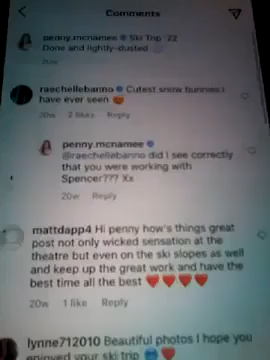 Comments
penny.mcnamee Ski Trip '22
Done and lightly-dusted
20w
raechellebanno Cutest snow bunnies i
have ever seen 😍
20w 2 likes Reply
penny.mcnamee
@raechellebanno did I see correctly
that you were working with
Spencer??? Xx
20w Reply
mattdapp4 Hi penny how's things great
post not only wicked sensation at the
theatre but even on the ski slopes as well
and keep up the great work and have the
best time all the best ❤️❤️❤️❤️
20w 1 like Reply
lynne712010 Beautiful photos I hope you
enjoyed your ski trip